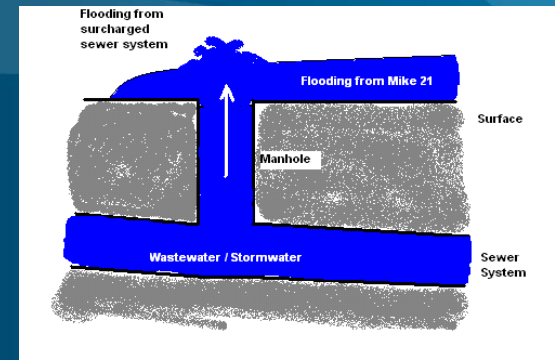 Flooding from
surcharged
sewer system
Flooding from Mike 21
Surface
Manhole
Wastewater / Stormwater
Sewer
System